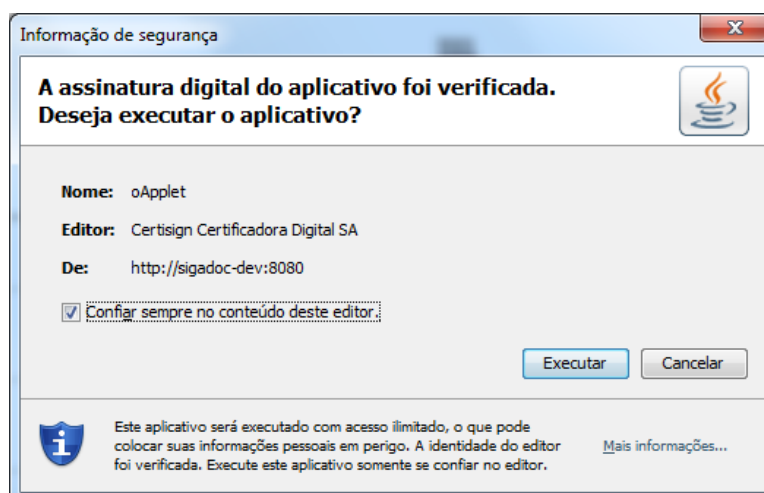 Informação de segurança
A assinatura digital do aplicativo foi verificada.
Deseja executar o aplicativo?
Nome: oApplet
Editor: Certisign Certificadora Digital SA
De: http://sigadoc-dev:8080
Confiar sempre no conteúdo deste editor.
Executar Cancelar
Este aplicativo será executado com acesso ilimitado, o que pode
colocar suas informações pessoais em perigo. A identidade do editor
foi verificada. Execute este aplicativo somente se confiar no editor.
Mais informações...